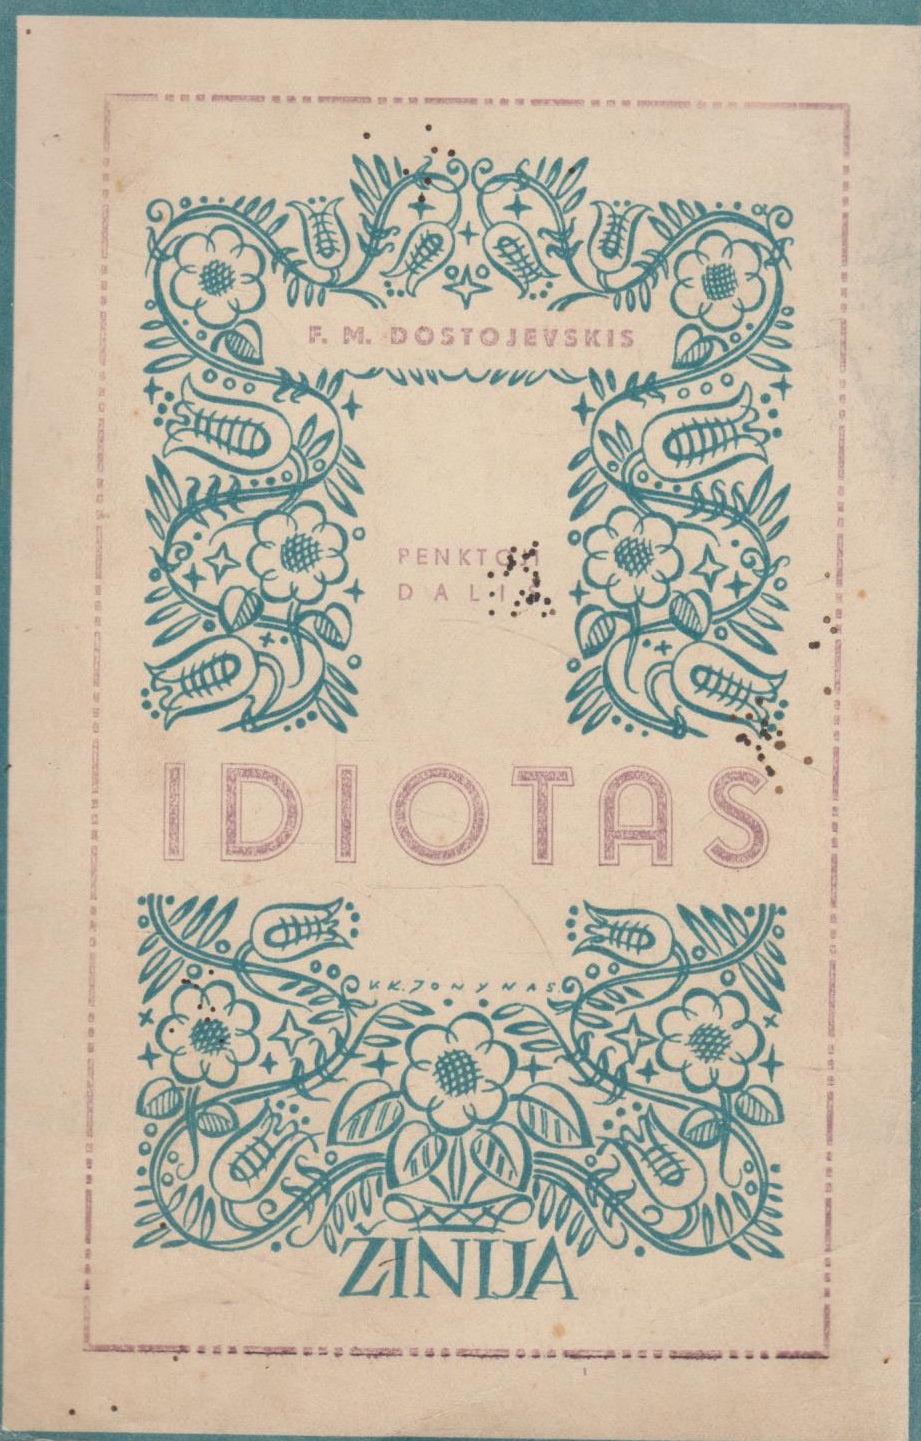 F. M. DOSTOJEVSKIS
PENKTOJI
DALIS
IDIOTAS
V.K. JONYNAS
ŽINIJA